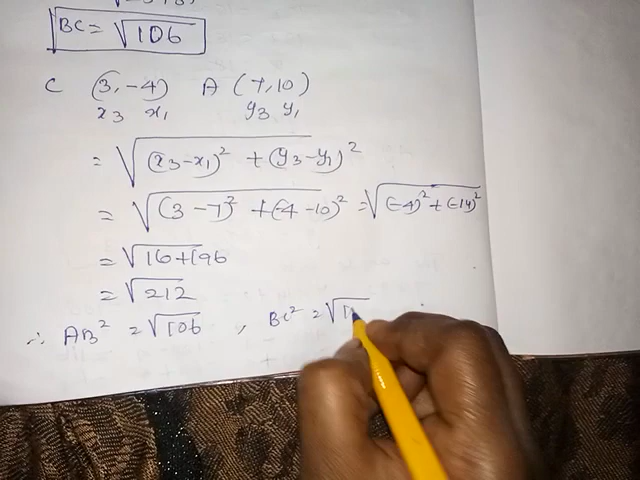 BC = √106
C (3, -4) A (7, 10)
x3 x1 y3 y1
= √(x3-x1)² + (y3-y1)²
= √(3-7)² + (-4-10)² = √(-4)² + (-14)²
= √16+196
= √212
∴ AB² = √106 , BC² = √1